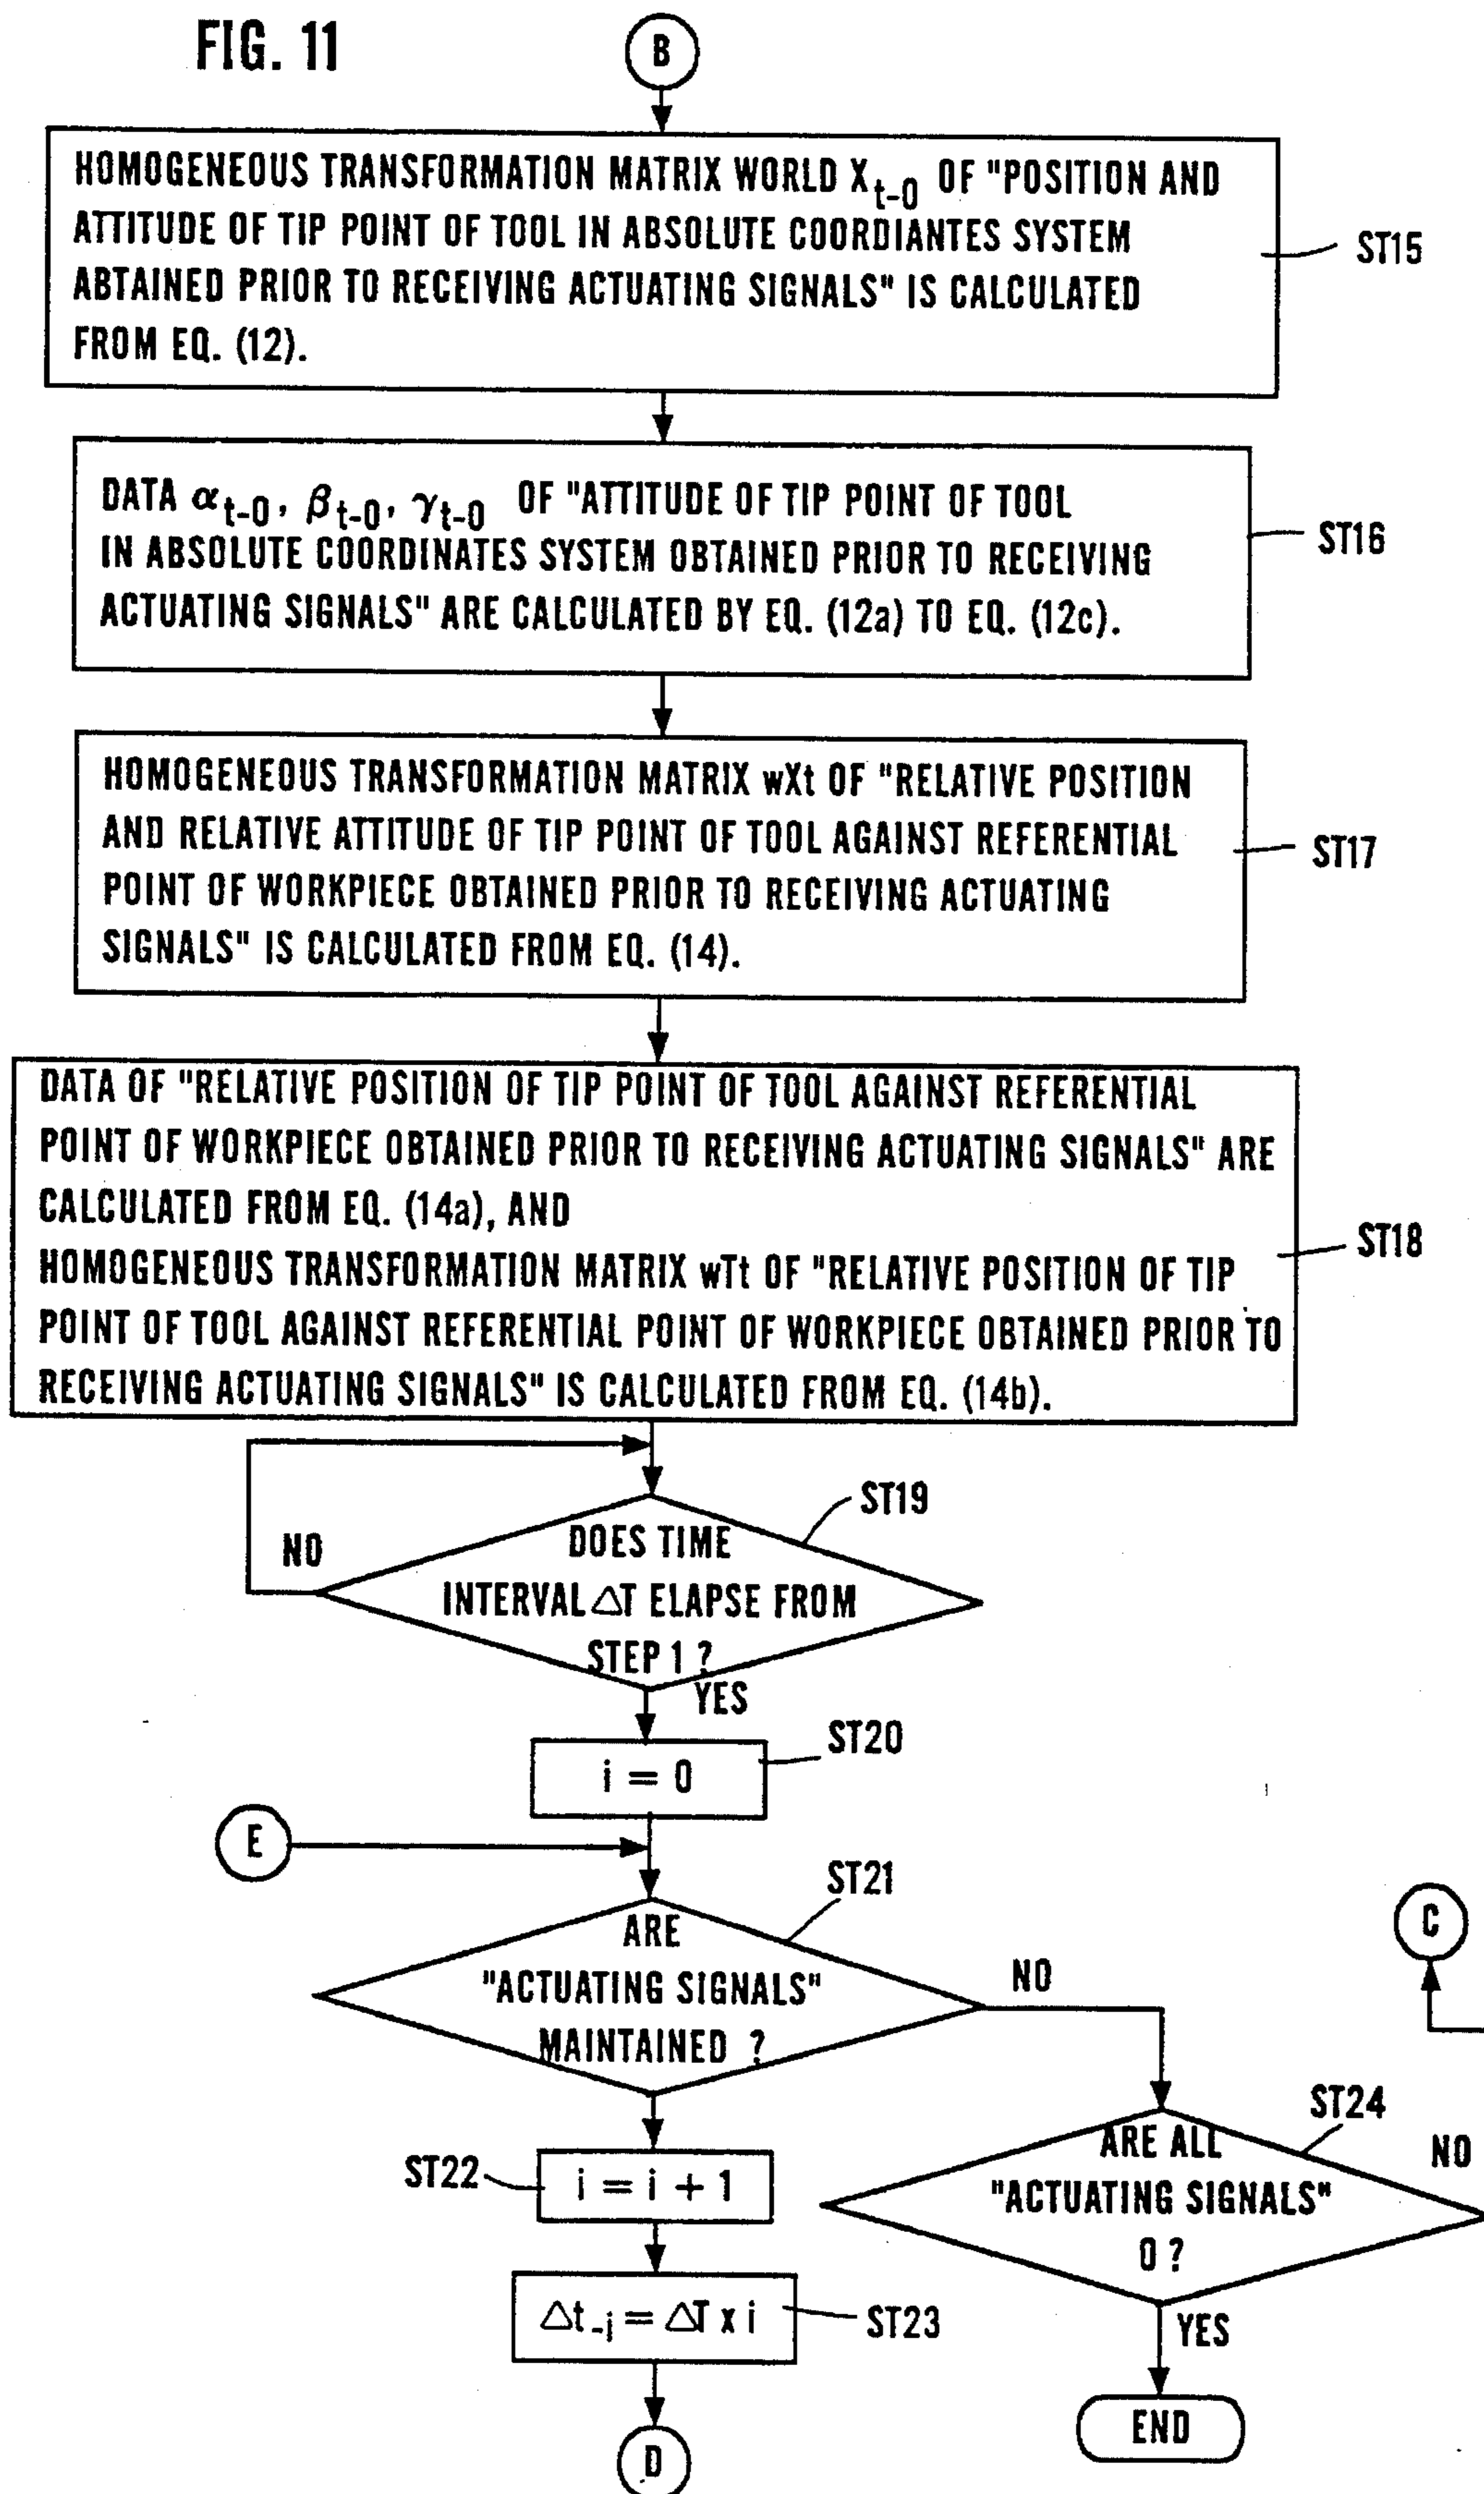 FIG. 11
B
HOMOGENEOUS TRANSFORMATION MATRIX WORLD X_{t-0} OF "POSITION AND
ATTITUDE OF TIP POINT OF TOOL IN ABSOLUTE COORDIANTES SYSTEM
ABTAINED PRIOR TO RECEIVING ACTUATING SIGNALS" IS CALCULATED
FROM EQ. (12).
ST15
DATA α_{t-0}, β_{t-0}, γ_{t-0} OF "ATTITUDE OF TIP POINT OF TOOL
IN ABSOLUTE COORDINATES SYSTEM OBTAINED PRIOR TO RECEIVING
ACTUATING SIGNALS" ARE CALCULATED BY EQ. (12a) TO EQ. (12c).
ST16
HOMOGENEOUS TRANSFORMATION MATRIX wXt OF "RELATIVE POSITION
AND RELATIVE ATTITUDE OF TIP POINT OF TOOL AGAINST REFERENTIAL
POINT OF WORKPIECE OBTAINED PRIOR TO RECEIVING ACTUATING
SIGNALS" IS CALCULATED FROM EQ. (14).
ST17
DATA OF "RELATIVE POSITION OF TIP POINT OF TOOL AGAINST REFERENTIAL
POINT OF WORKPIECE OBTAINED PRIOR TO RECEIVING ACTUATING SIGNALS" ARE
CALCULATED FROM EQ. (14a), AND
HOMOGENEOUS TRANSFORMATION MATRIX wTt OF "RELATIVE POSITION OF TIP
POINT OF TOOL AGAINST REFERENTIAL POINT OF WORKPIECE OBTAINED PRIOR TO
RECEIVING ACTUATING SIGNALS" IS CALCULATED FROM EQ. (14b).
ST18
ST19
NO
DOES TIME
INTERVAL △T ELAPSE FROM
STEP 1 ?
YES
ST20
i = 0
E
ST21
ARE
"ACTUATING SIGNALS"
MAINTAINED ?
NO
C
ST22
i = i + 1
ST24
ARE ALL
"ACTUATING SIGNALS"
0 ?
NO
△t_{-i} = △T x i
ST23
YES
END
D